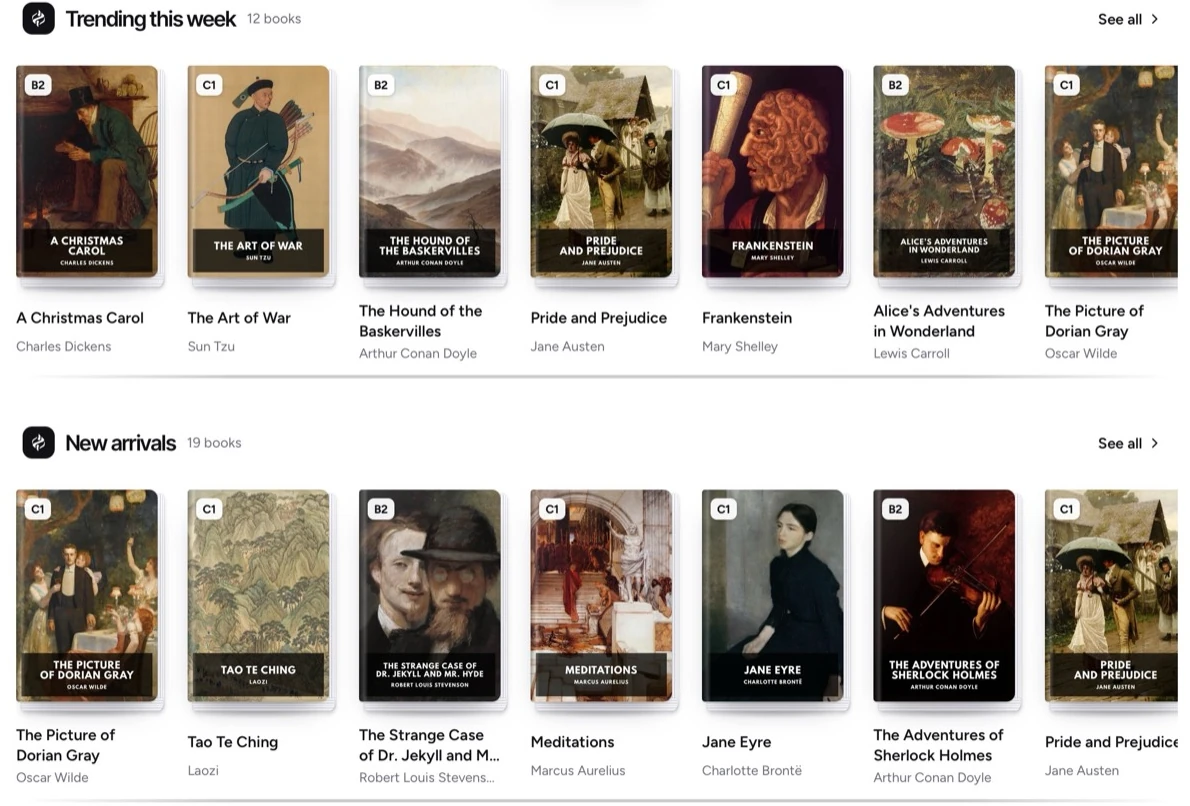 Trending this week 12 books
See all
B2
C1
B2
C1
C1
B2
C1
A CHRISTMAS
CAROL
CHARLES DICKENS
THE ART OF WAR
SUN TZU
THE HOUND OF
THE BASKERVILLES
ARTHUR CONAN DOYLE
PRIDE
AND PREJUDICE
JANE AUSTEN
FRANKENSTEIN
MARY SHELLEY
ALICE'S ADVENTURES
IN WONDERLAND
LEWIS CARROLL
THE PICTURE
OF DORIAN GRAY
OSCAR WILDE
A Christmas Carol
Charles Dickens
The Art of War
Sun Tzu
The Hound of the
Baskervilles
Arthur Conan Doyle
Pride and Prejudice
Jane Austen
Frankenstein
Mary Shelley
Alice's Adventures
in Wonderland
Lewis Carroll
The Picture of
Dorian Gray
Oscar Wilde
New arrivals 19 books
See all
C1
C1
B2
C1
C1
B2
C1
THE PICTURE
OF DORIAN GRAY
OSCAR WILDE
TAO TE CHING
LAOZI
THE STRANGE CASE OF
DR. JEKYLL AND MR. HYDE
ROBERT LOUIS STEVENSON
MEDITATIONS
MARCUS AURELIUS
JANE EYRE
CHARLOTTE BRONTË
THE ADVENTURES OF
SHERLOCK HOLMES
ARTHUR CONAN DOYLE
PRIDE
AND PREJUDICE
JANE AUSTEN
The Picture of
Dorian Gray
Oscar Wilde
Tao Te Ching
Laozi
The Strange Case
of Dr. Jekyll and M...
Robert Louis Stevens...
Meditations
Marcus Aurelius
Jane Eyre
Charlotte Brontë
The Adventures of
Sherlock Holmes
Arthur Conan Doyle
Pride and Prejudice
Jane Austen